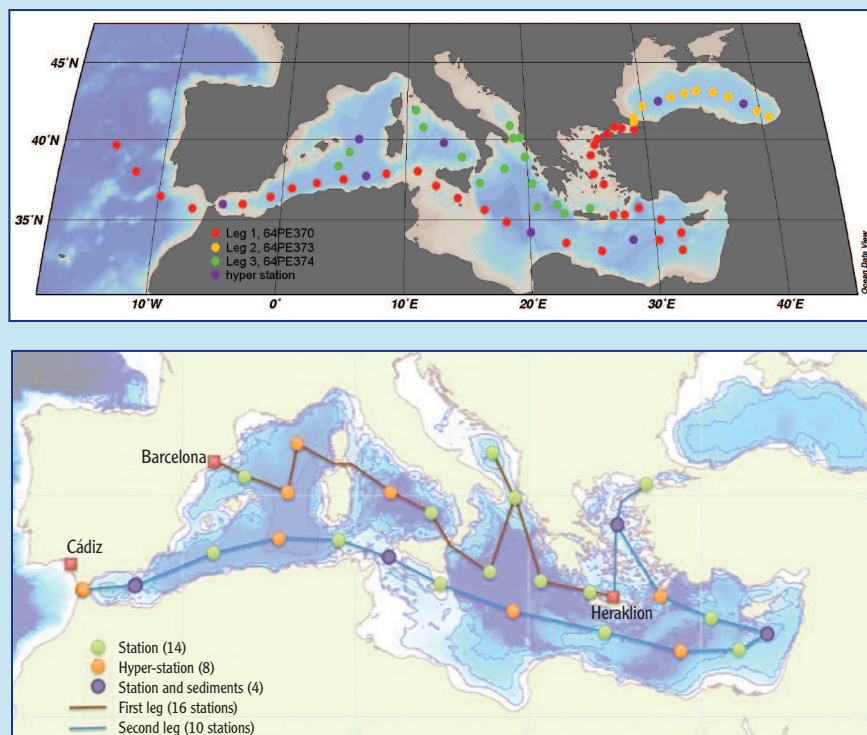 45°N
40°N
35°N
Leg 1, 64PE370
Leg 2, 64PE373
Leg 3, 64PE374
hyper station
10°W
0°
10°E
20°E
30°E
40°E
Ocean Data View
Barcelona
Cádiz
Heraklion
Station (14)
Hyper-station (8)
Station and sediments (4)
First leg (16 stations)
Second leg (10 stations)